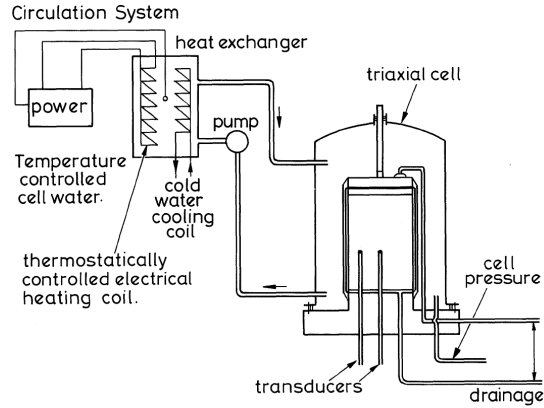 Circulation System
heat exchanger
triaxial cell
power
pump
Temperature
controlled
cell water.
cold
water
cooling
coil
thermostatically
controlled electrical
heating coil.
cell
pressure
transducers
drainage